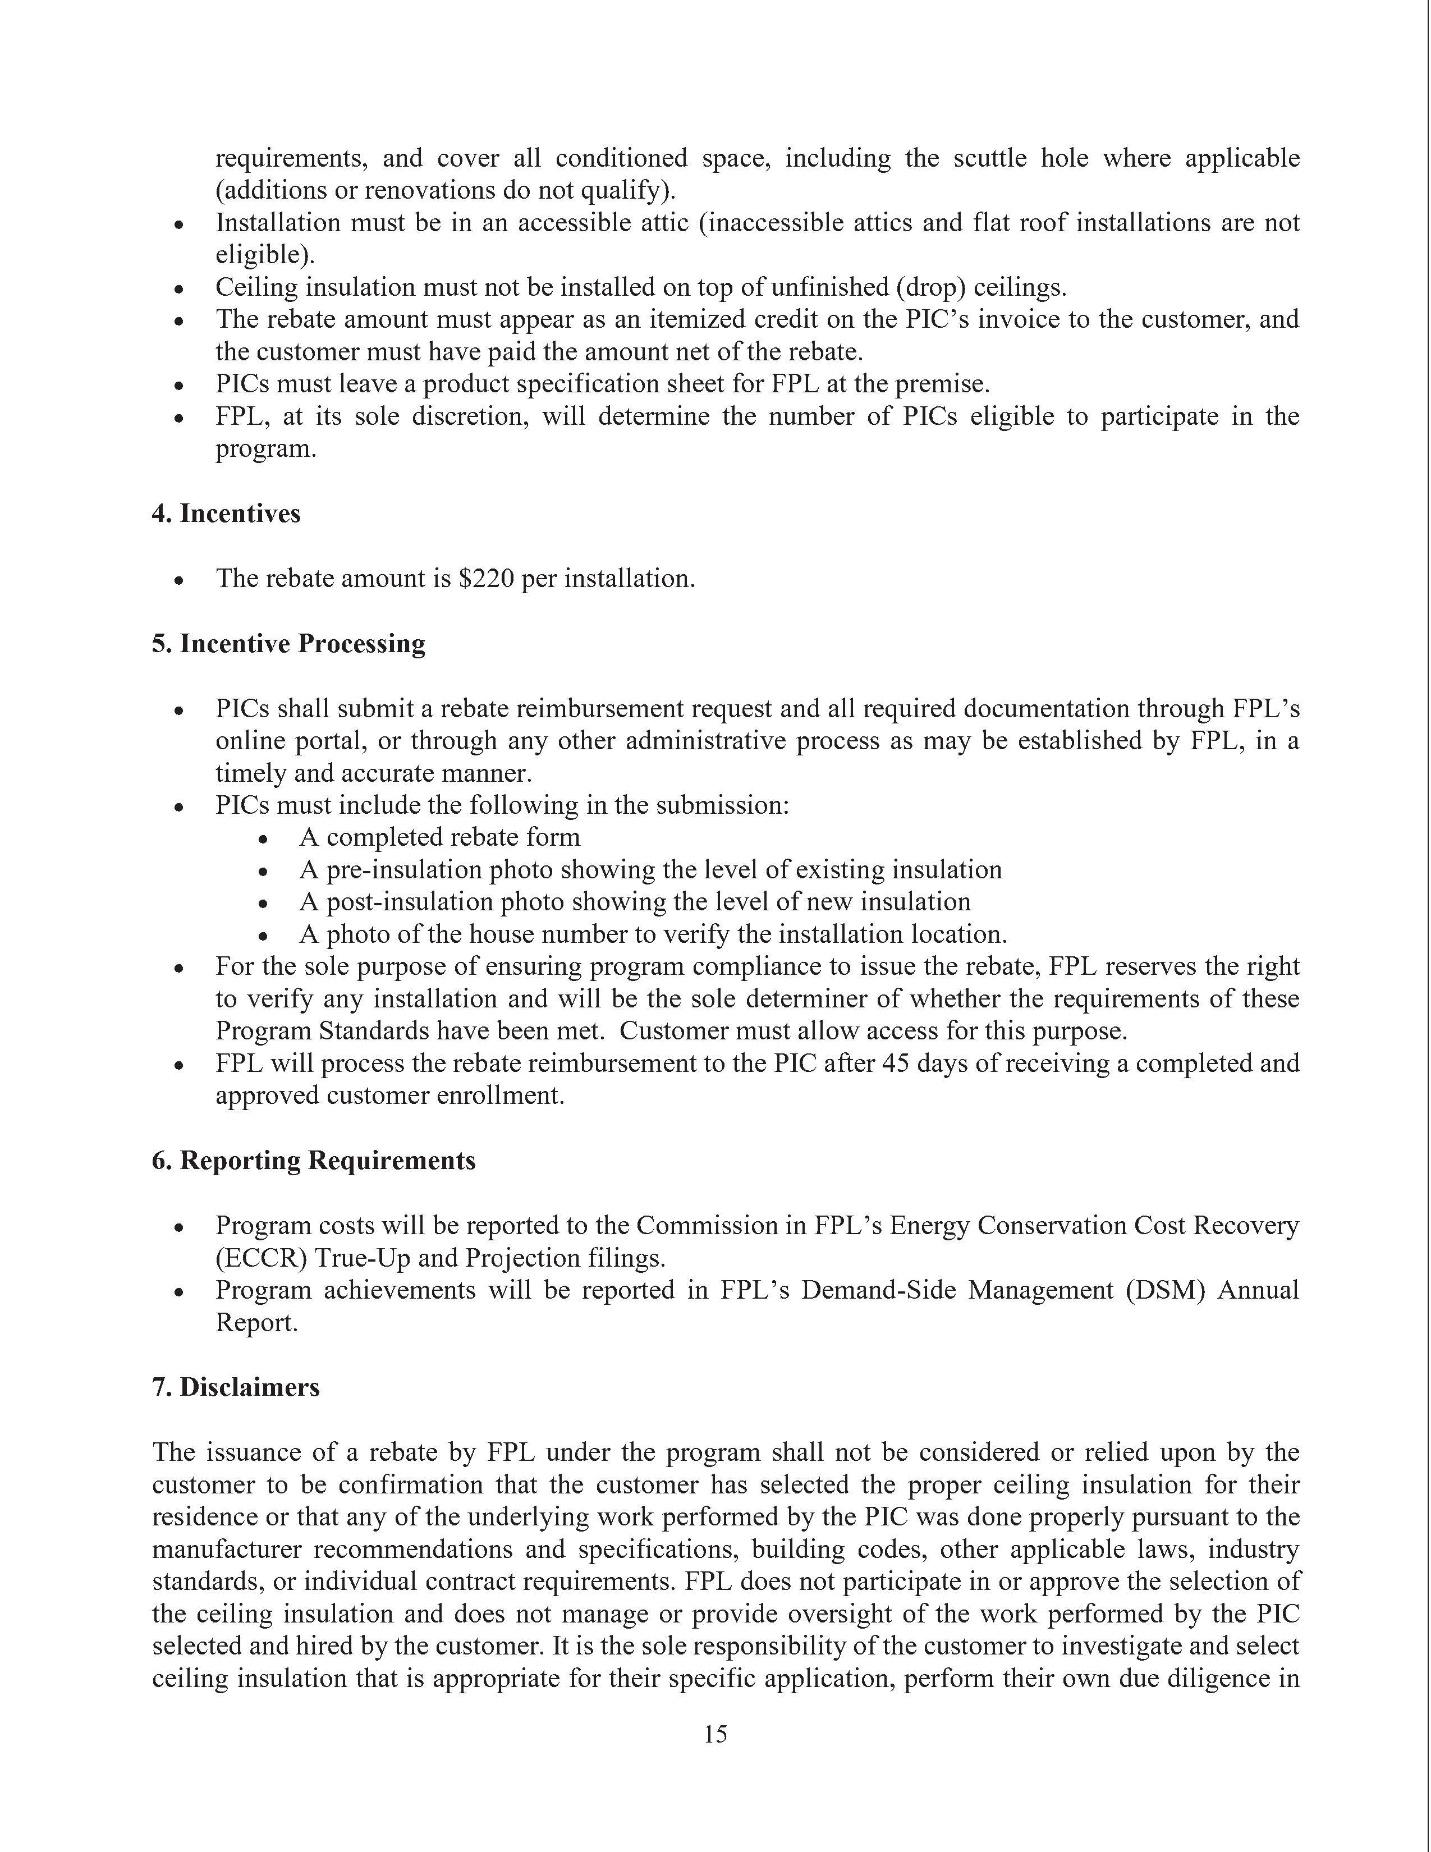 requirements, and cover all conditioned space, including the scuttle hole where applicable
(additions or renovations do not qualify).
• Installation must be in an accessible attic (inaccessible attics and flat roof installations are not
eligible).
• Ceiling insulation must not be installed on top of unfinished (drop) ceilings.
• The rebate amount must appear as an itemized credit on the PIC's invoice to the customer, and
the customer must have paid the amount net of the rebate.
• PICs must leave a product specification sheet for FPL at the premise.
• FPL, at its sole discretion, will determine the number of PICs eligible to participate in the
program.
4. Incentives
• The rebate amount is $220 per installation.
5. Incentive Processing
• PICs shall submit a rebate reimbursement request and all required documentation through FPL's
online portal, or through any other administrative process as may be established by FPL, in a
timely and accurate manner.
• PICs must include the following in the submission:
• A completed rebate form
• A pre-insulation photo showing the level of existing insulation
• A post-insulation photo showing the level of new insulation
• A photo of the house number to verify the installation location.
• For the sole purpose of ensuring program compliance to issue the rebate, FPL reserves the right
to verify any installation and will be the sole determiner of whether the requirements of these
Program Standards have been met.  Customer must allow access for this purpose.
• FPL will process the rebate reimbursement to the PIC after 45 days of receiving a completed and
approved customer enrollment.
6. Reporting Requirements
• Program costs will be reported to the Commission in FPL's Energy Conservation Cost Recovery
(ECCR) True-Up and Projection filings.
• Program achievements will be reported in FPL's Demand-Side Management (DSM) Annual
Report.
7. Disclaimers
The issuance of a rebate by FPL under the program shall not be considered or relied upon by the
customer to be confirmation that the customer has selected the proper ceiling insulation for their
residence or that any of the underlying work performed by the PIC was done properly pursuant to the
manufacturer recommendations and specifications, building codes, other applicable laws, industry
standards, or individual contract requirements. FPL does not participate in or approve the selection of
the ceiling insulation and does not manage or provide oversight of the work performed by the PIC
selected and hired by the customer. It is the sole responsibility of the customer to investigate and select
ceiling insulation that is appropriate for their specific application, perform their own due diligence in
15